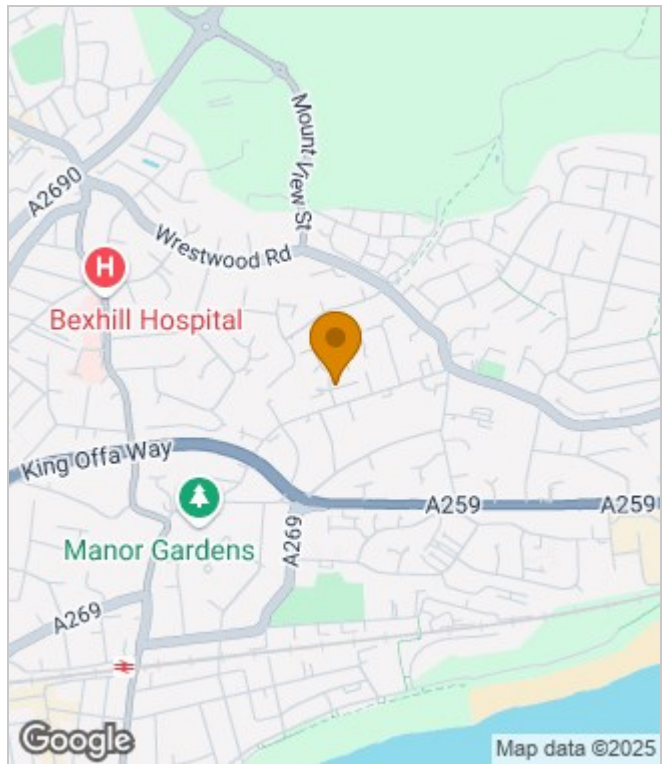 A2690
Mount View St
Wrestwood Rd
H
Bexhill Hospital
King Offa Way
Manor Gardens
A259
A259
A269
A269
Google
Map data ©2025